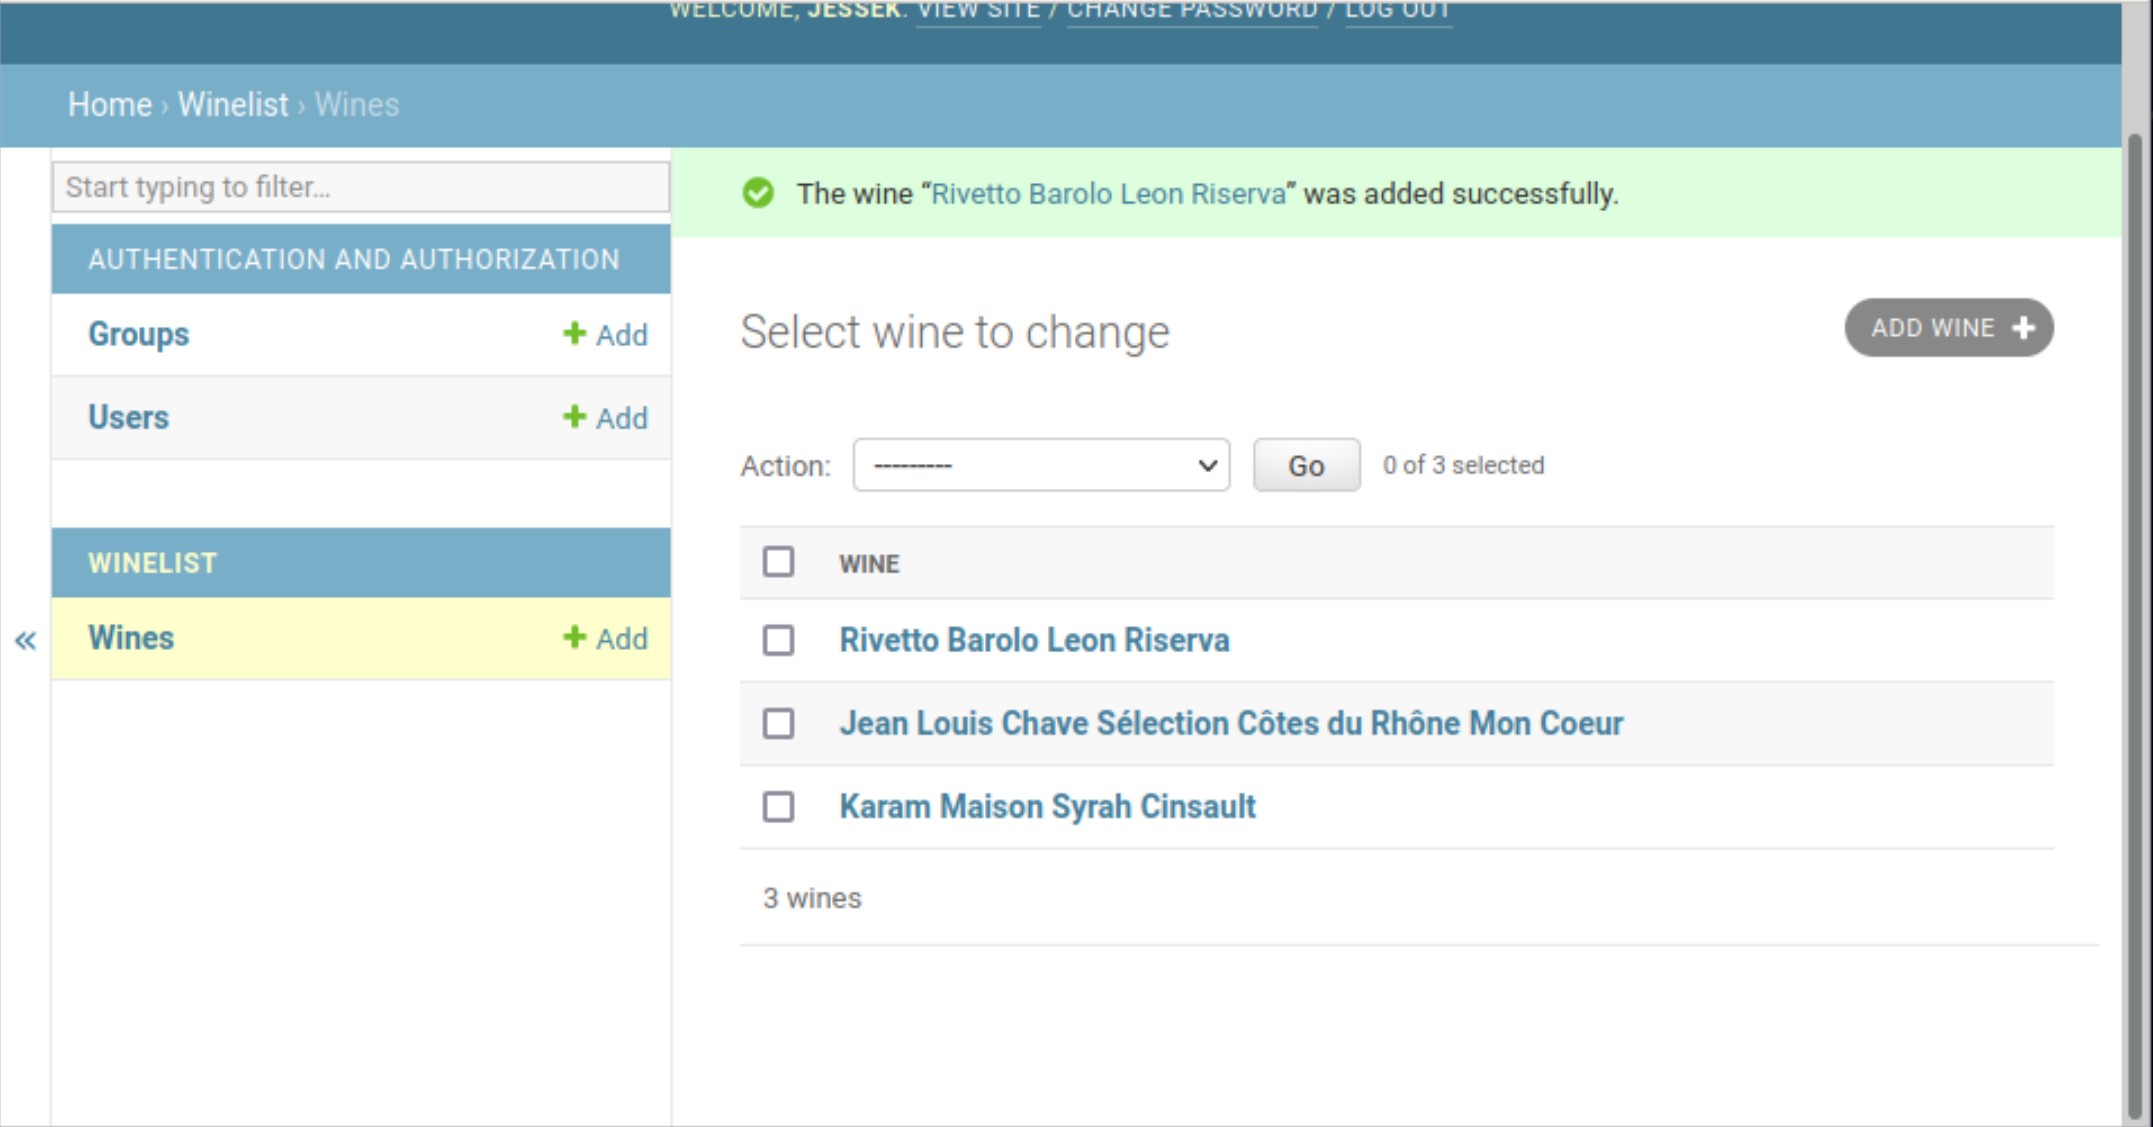 WELCOME, JESSEK. VIEW SITE / CHANGE PASSWORD / LOG OUT
Home › Winelist › Wines
Start typing to filter...
AUTHENTICATION AND AUTHORIZATION
Groups + Add
Users + Add
WINELIST
Wines + Add
«
The wine “Rivetto Barolo Leon Riserva” was added successfully.
Select wine to change
ADD WINE +
Action: --------- Go 0 of 3 selected
WINE
Rivetto Barolo Leon Riserva
Jean Louis Chave Sélection Côtes du Rhône Mon Coeur
Karam Maison Syrah Cinsault
3 wines